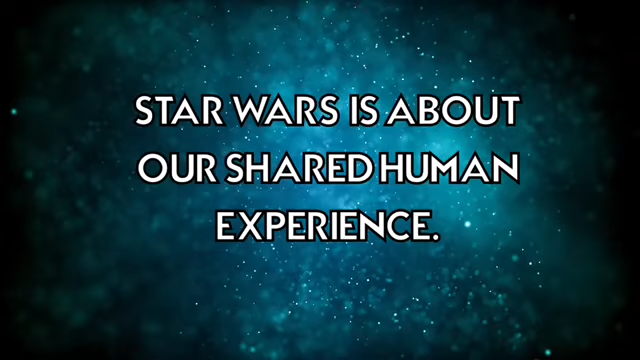 STAR WARS IS ABOUT
OUR SHARED HUMAN
EXPERIENCE.